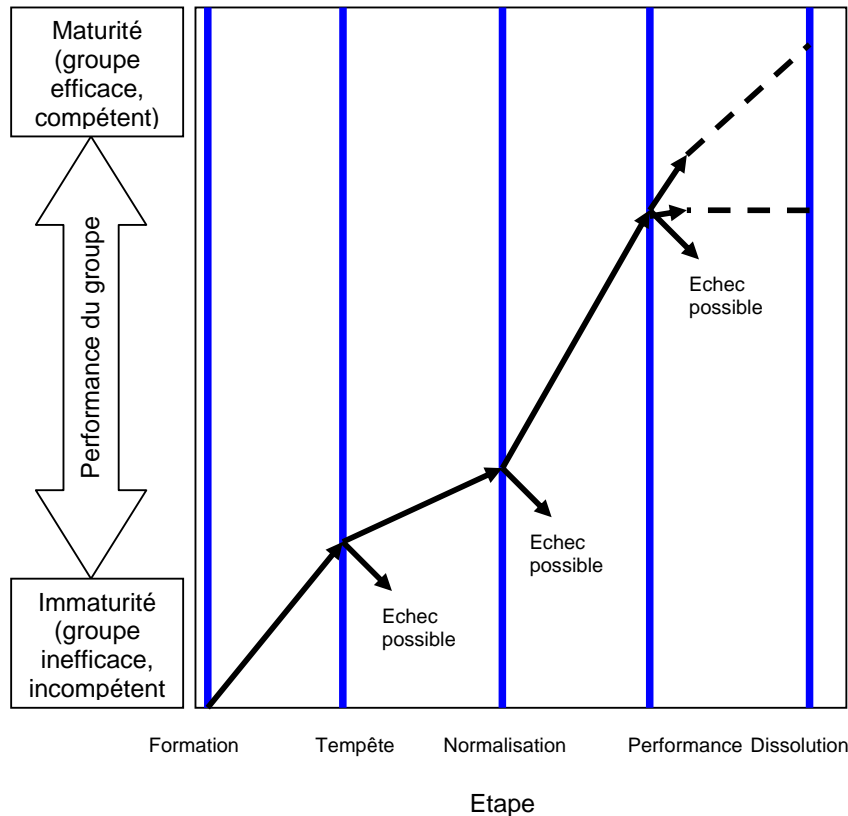 Maturité
(groupe
efficace,
compétent)
Performance du groupe
Immaturité
(groupe
inefficace,
incompétent
Echec
possible
Echec
possible
Echec
possible
Formation Tempête Normalisation Performance Dissolution
Etape